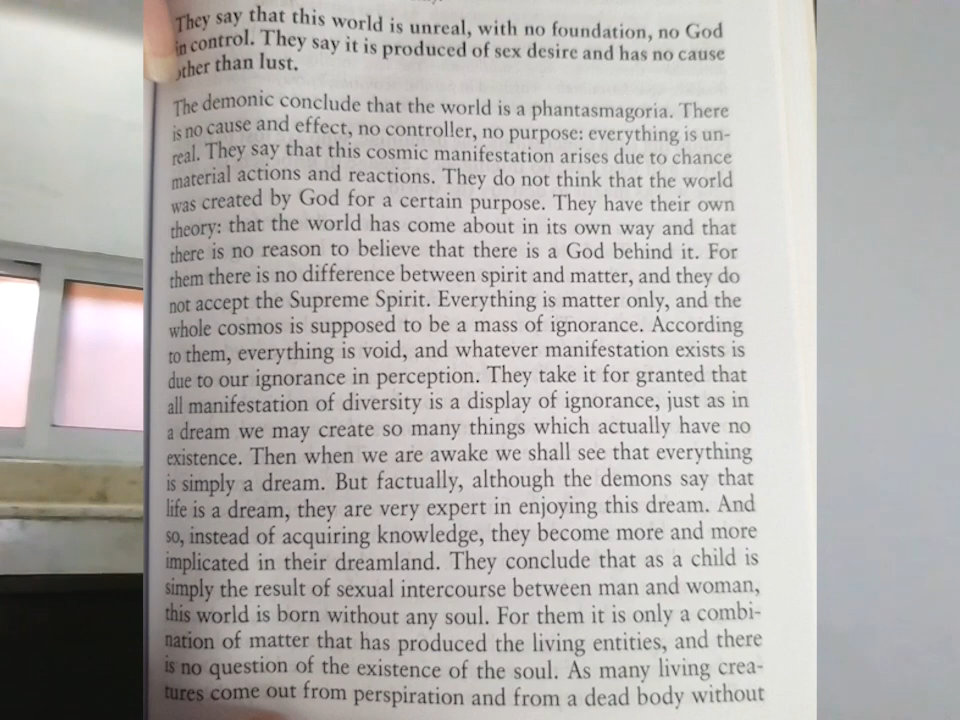 They say that this world is unreal, with no foundation, no God
in control. They say it is produced of sex desire and has no cause
other than lust.
The demonic conclude that the world is a phantasmagoria. There
is no cause and effect, no controller, no purpose: everything is un-
real. They say that this cosmic manifestation arises due to chance
material actions and reactions. They do not think that the world
was created by God for a certain purpose. They have their own
theory: that the world has come about in its own way and that
there is no reason to believe that there is a God behind it. For
them there is no difference between spirit and matter, and they do
not accept the Supreme Spirit. Everything is matter only, and the
whole cosmos is supposed to be a mass of ignorance. According
to them, everything is void, and whatever manifestation exists is
due to our ignorance in perception. They take it for granted that
all manifestation of diversity is a display of ignorance, just as in
a dream we may create so many things which actually have no
existence. Then when we are awake we shall see that everything
is simply a dream. But factually, although the demons say that
life is a dream, they are very expert in enjoying this dream. And
so, instead of acquiring knowledge, they become more and more
implicated in their dreamland. They conclude that as a child is
simply the result of sexual intercourse between man and woman,
this world is born without any soul. For them it is only a combi-
nation of matter that has produced the living entities, and there
is no question of the existence of the soul. As many living crea-
tures come out from perspiration and from a dead body without